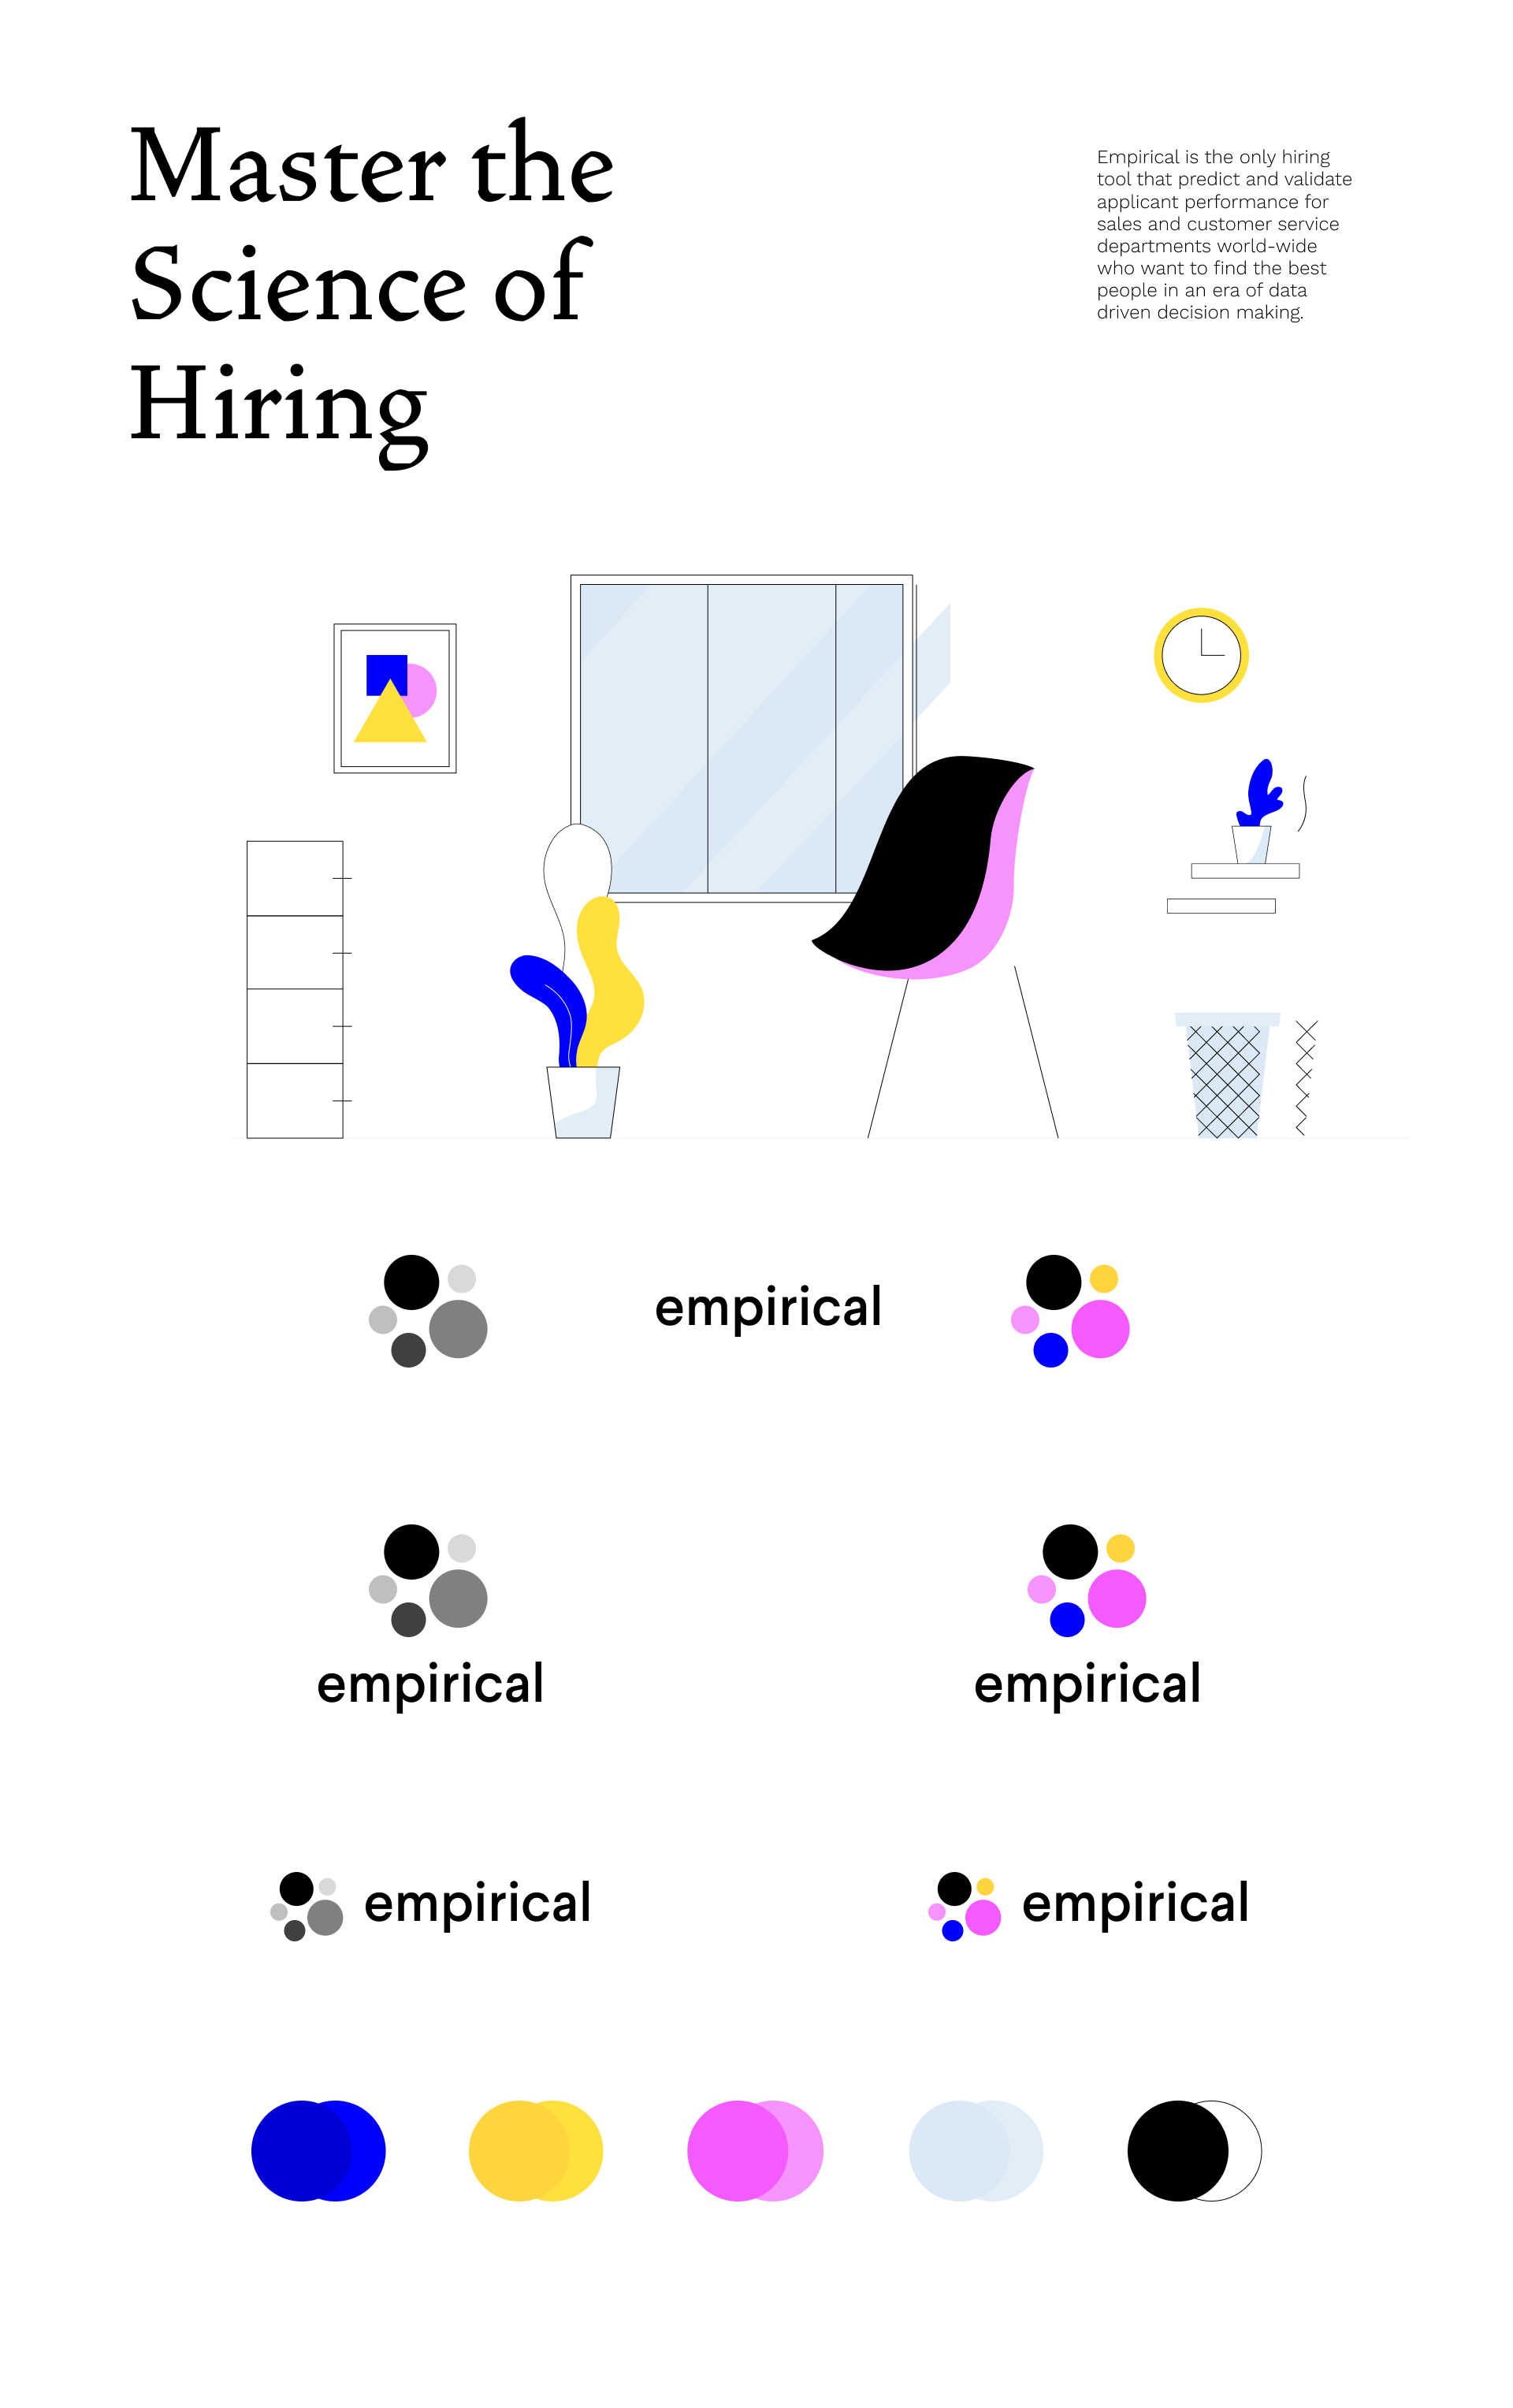 Master the
Science of
Hiring
Empirical is the only hiring
tool that predict and validate
applicant performance for
sales and customer service
departments world-wide
who want to find the best
people in an era of data
driven decision making.
empirical
empirical
empirical
empirical
empirical